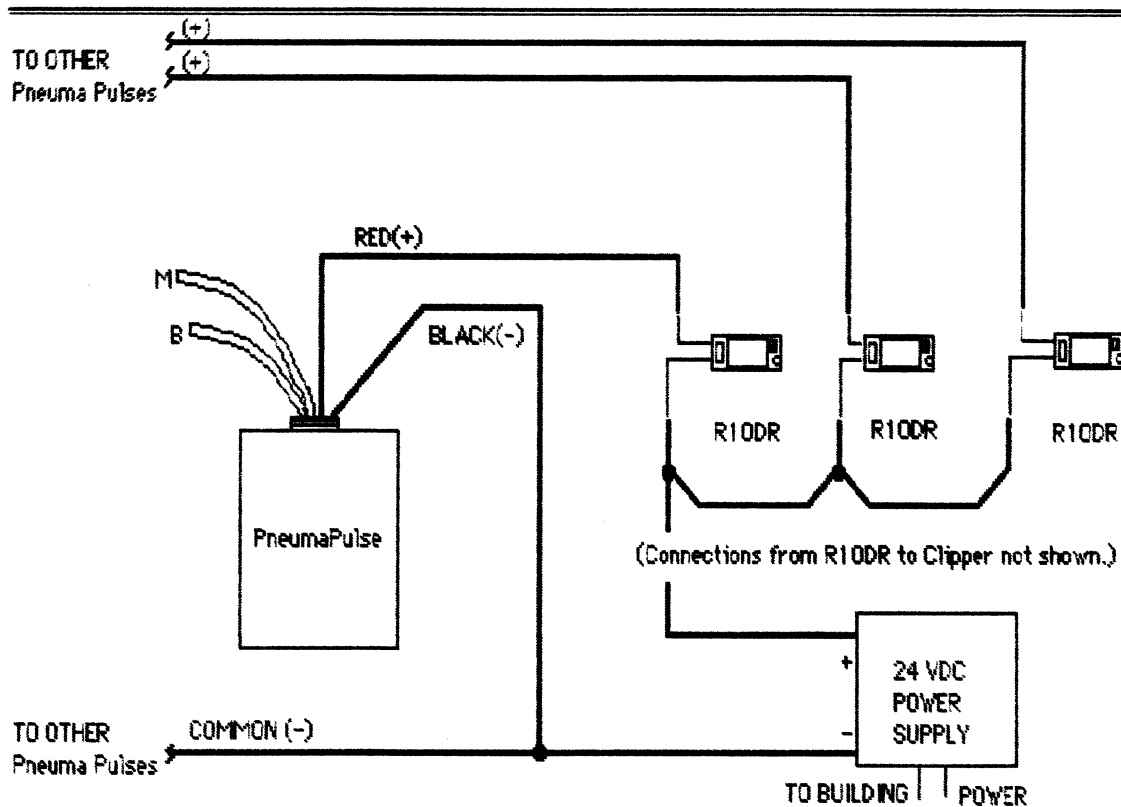 (+)
TO OTHER
Pneuma Pulses
(+)
RED(+)
M
B
BLACK(-)
R10DR
R10DR
R10DR
PneumaPulse
(Connections from R10DR to Clipper not shown.)
+
24 VDC
POWER
SUPPLY
-
TO OTHER
Pneuma Pulses
COMMON (-)
TO BUILDING POWER